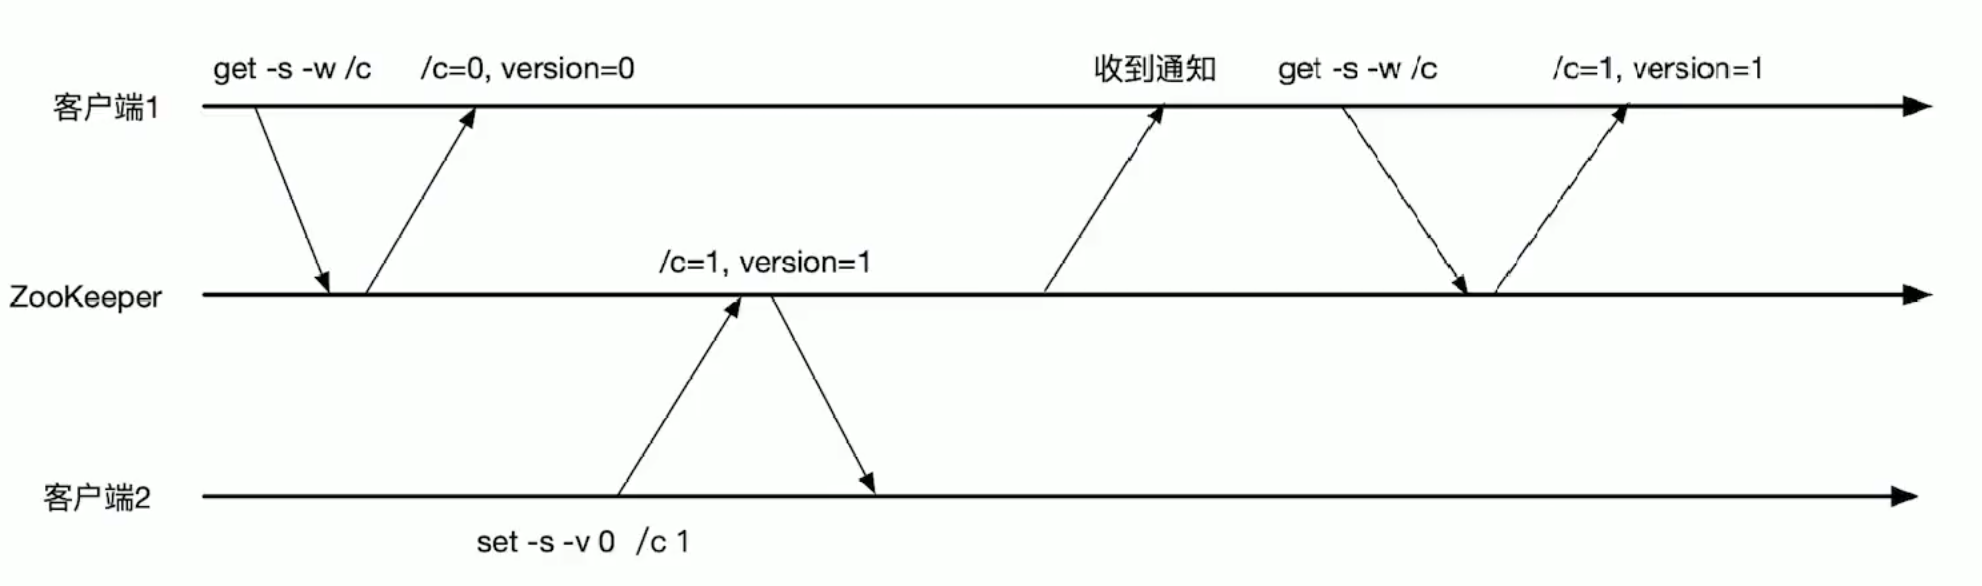 get -s -w /c /c=0, version=0 收到通知 get -s -w /c /c=1, version=1
客户端1
/c=1, version=1
ZooKeeper
客户端2
set -s -v 0 /c 1